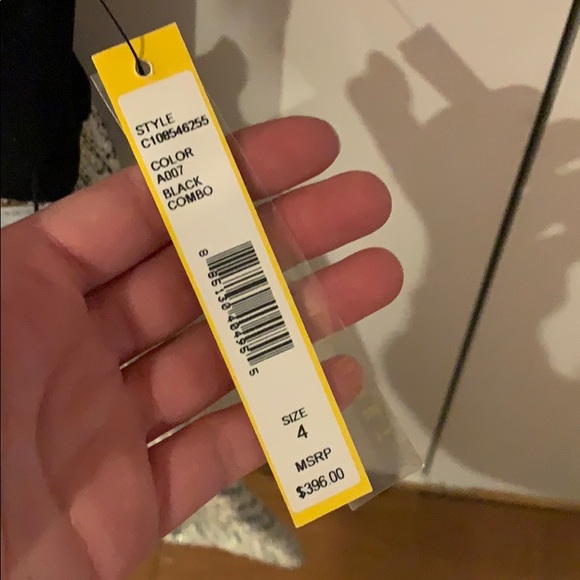 STYLE
C108546255
COLOR
A007
BLACK
COMBO
SIZE
4
MSRP
$396.00